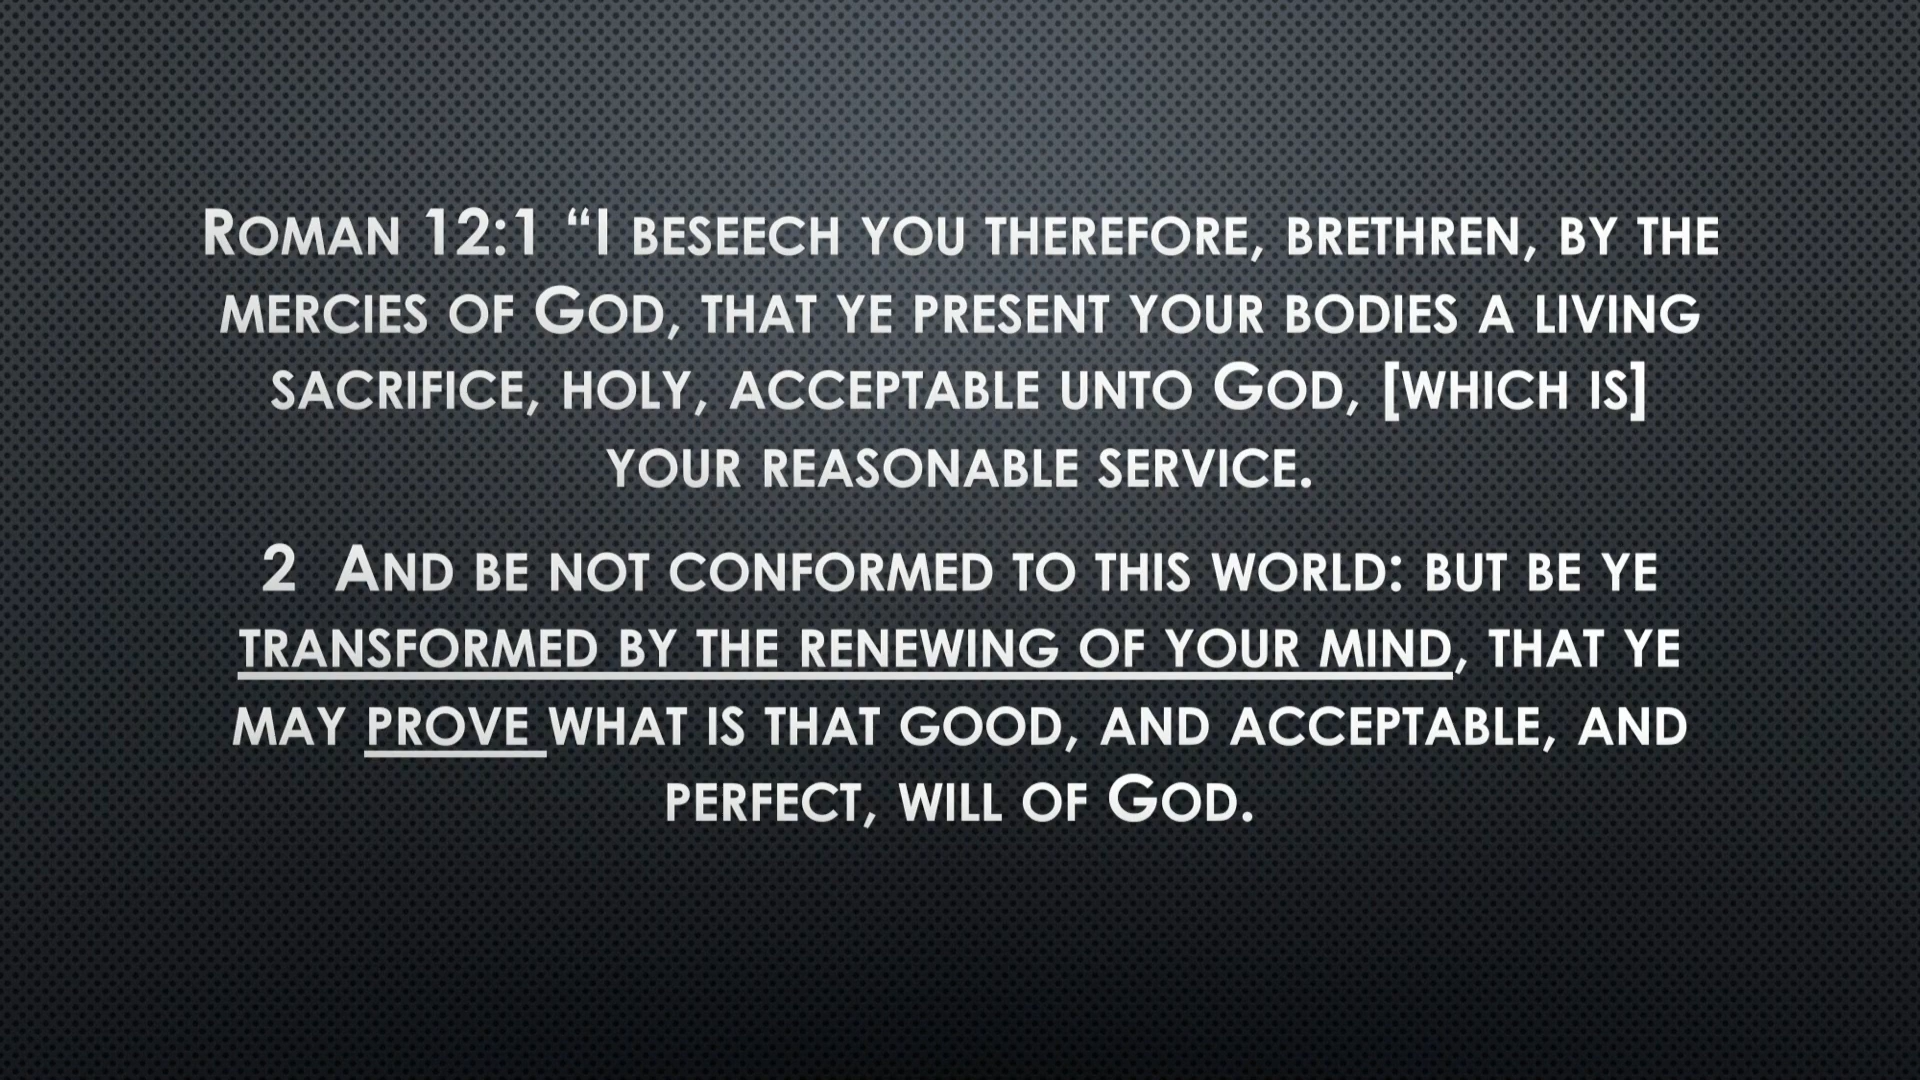 Roman 12:1 “I beseech you therefore, brethren, by the
mercies of God, that ye present your bodies a living
sacrifice, holy, acceptable unto God, [which is]
your reasonable service.
2 And be not conformed to this world: but be ye
transformed by the renewing of your mind, that ye
may prove what is that good, and acceptable, and
perfect, will of God.